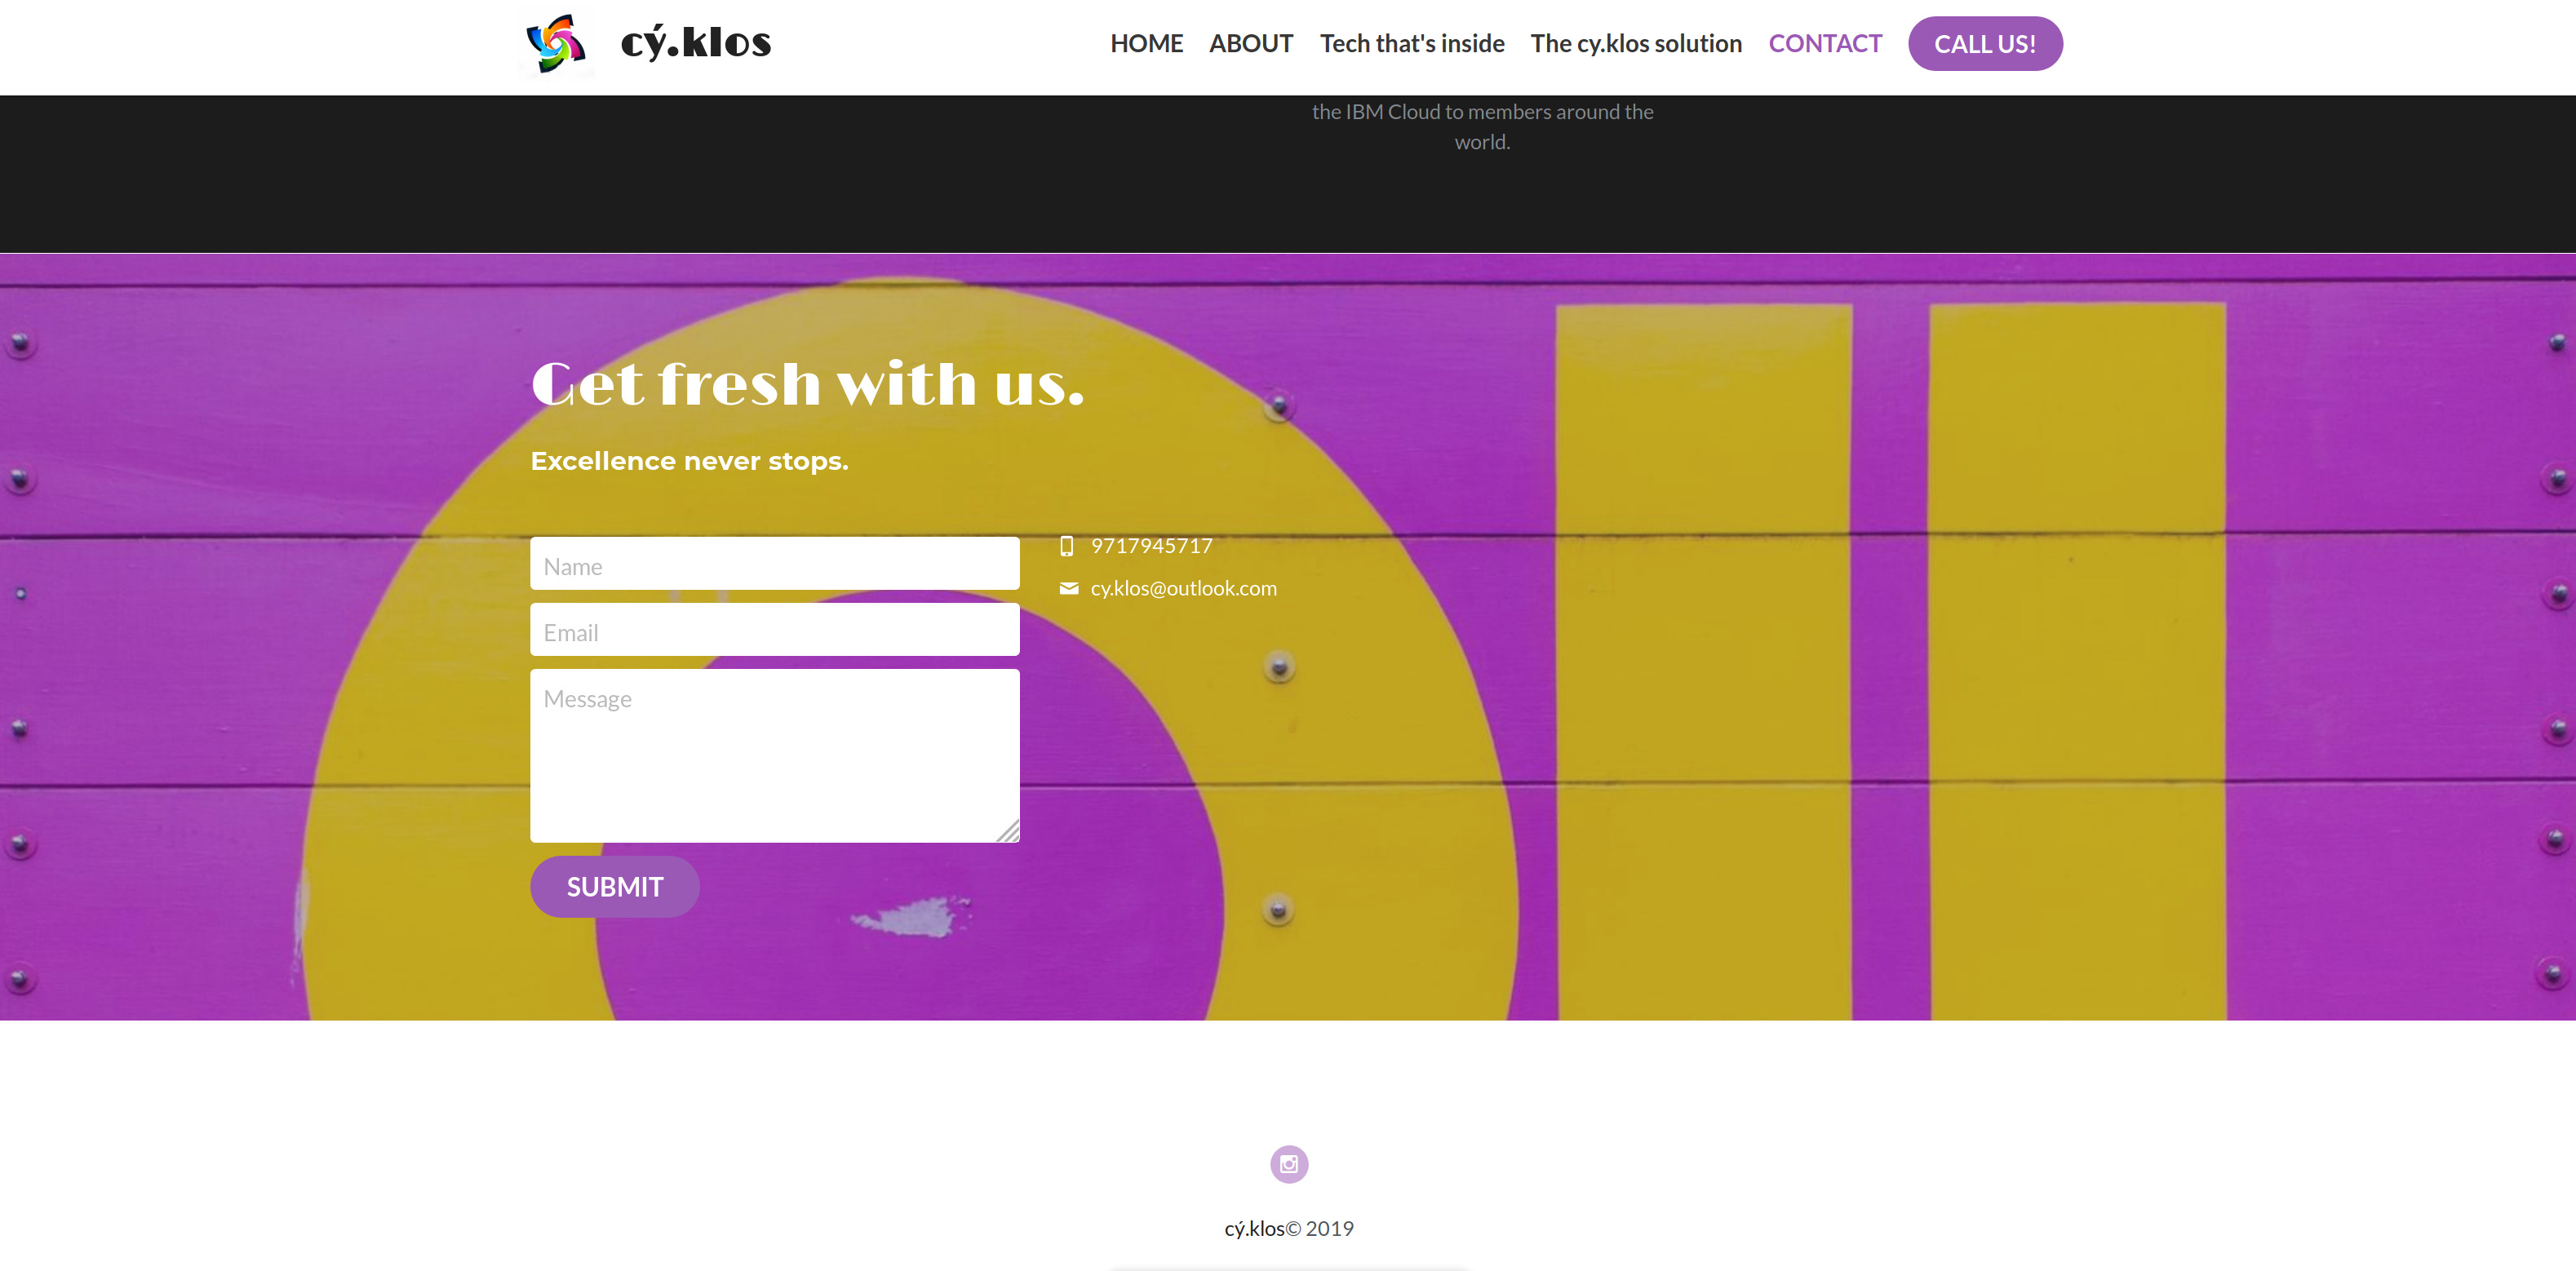 cý.klos
HOME ABOUT Tech that's inside The cy.klos solution CONTACT CALL US!
the IBM Cloud to members around the
world.
Get fresh with us.
Excellence never stops.
Name
9717945717
cy.klos@outlook.com
Email
Message
SUBMIT
cý.klos© 2019